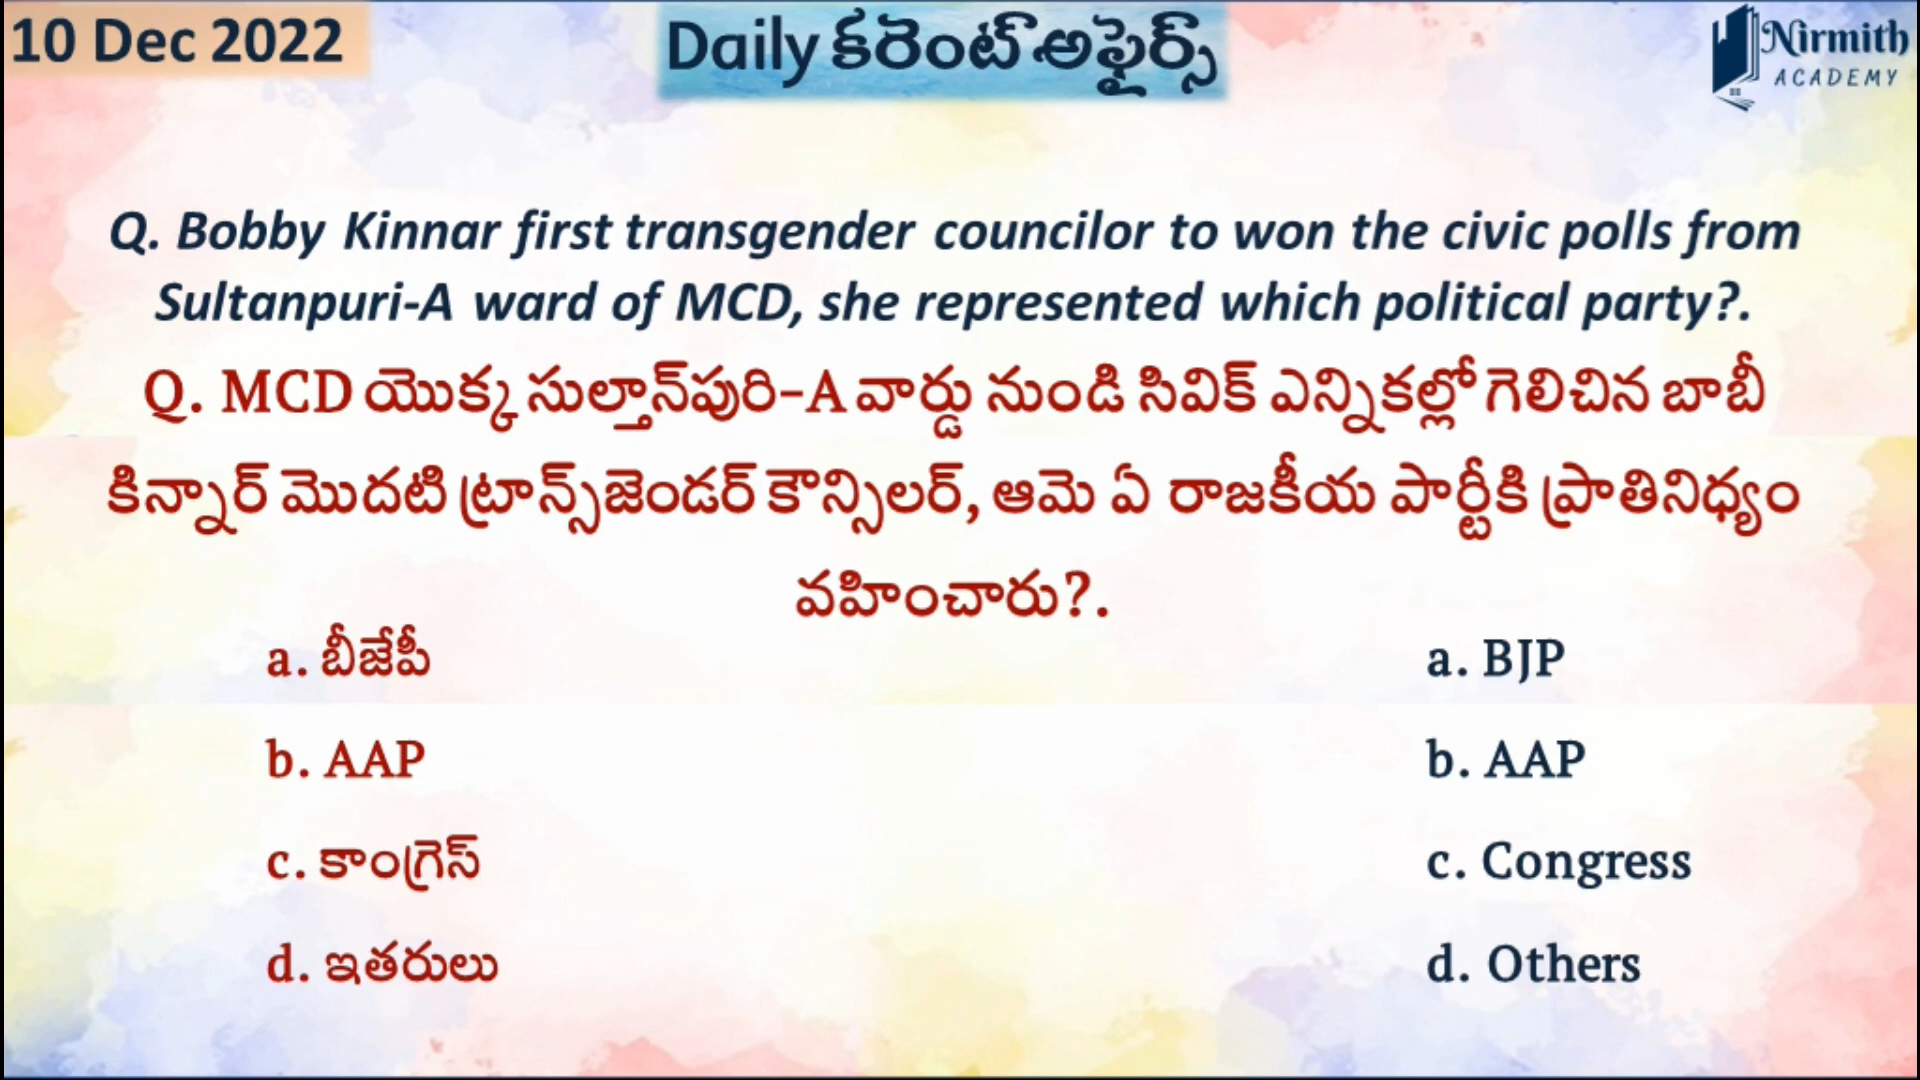 10 Dec 2022
Daily కరెంట్ అఫైర్స్
Nirmith
ACADEMY
Q. Bobby Kinnar first transgender councilor to won the civic polls from
Sultanpuri-A ward of MCD, she represented which political party?.
Q. MCD యొక్క సుల్తాన్‌పురి-A వార్డు నుండి సివిక్ ఎన్నికల్లో గెలిచిన బాబీ
కిన్నార్ మొదటి ట్రాన్స్‌జెండర్ కౌన్సిలర్, ఆమె ఏ రాజకీయ పార్టీకి ప్రాతినిధ్యం
వహించారు?.
a. బీజేపీ
b. AAP
c. కాంగ్రెస్
d. ఇతరులు
a. BJP
b. AAP
c. Congress
d. Others